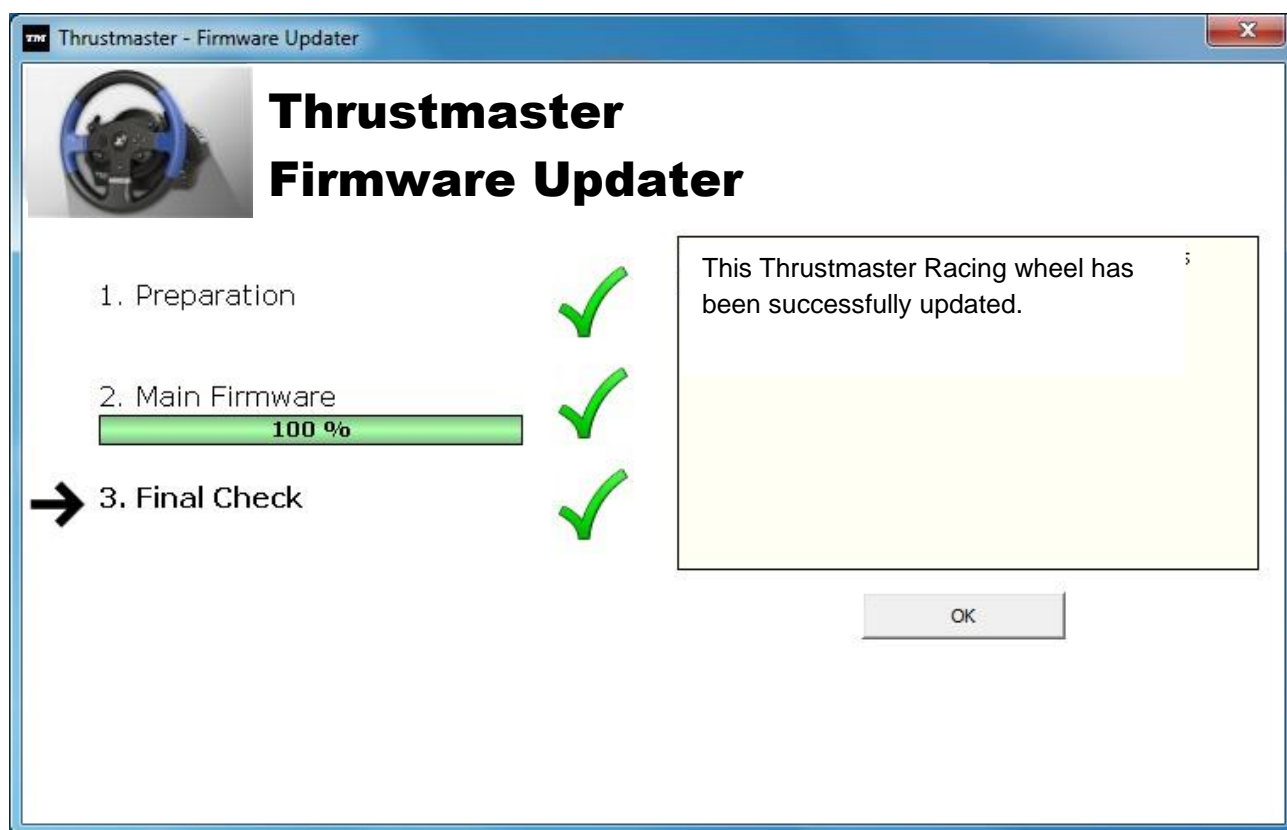 TM Thrustmaster - Firmware Updater
x
Thrustmaster
Firmware Updater
1. Preparation
2. Main Firmware
100 %
3. Final Check
This Thrustmaster Racing wheel has
been successfully updated.
OK